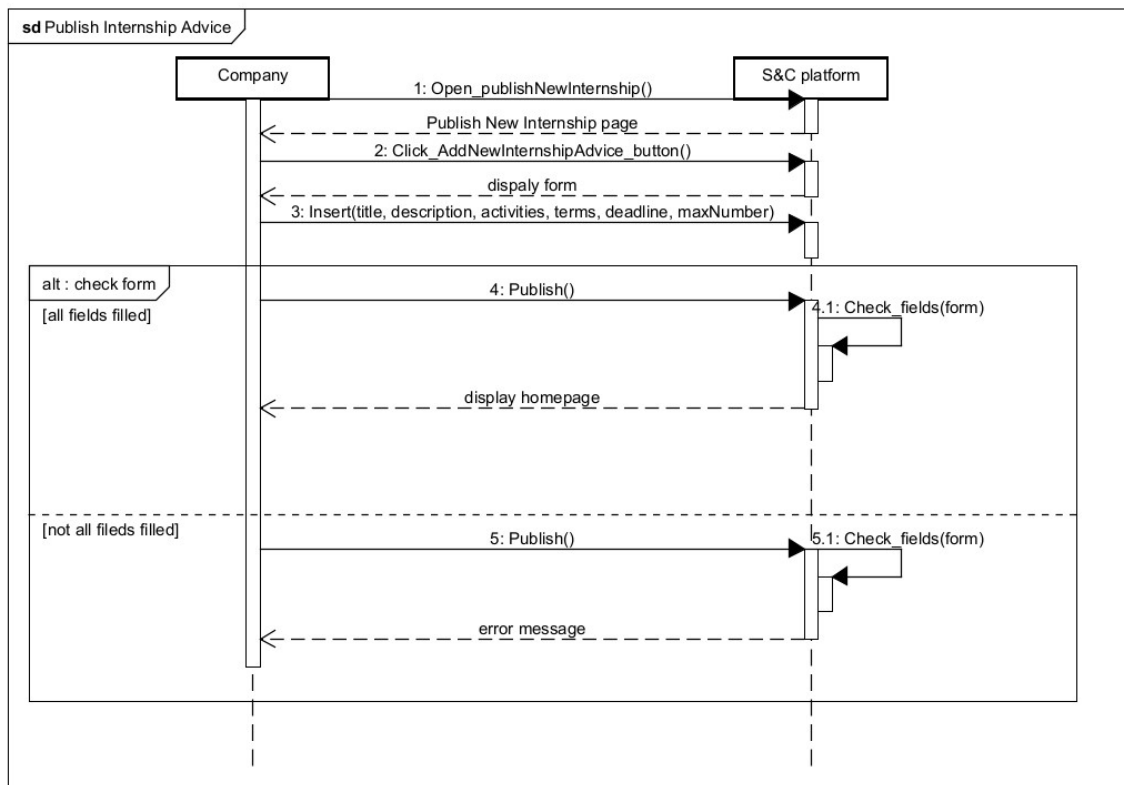 sd Publish Internship Advice
Company
S&C platform
1: Open_publishNewInternship()
Publish New Internship page
2: Click_AddNewInternshipAdvice_button()
dispaly form
3: Insert(title, description, activities, terms, deadline, maxNumber)
alt : check form
4: Publish()
[all fields filled]
4.1: Check_fields(form)
display homepage
[not all fileds filled]
5: Publish()
5.1: Check_fields(form)
error message